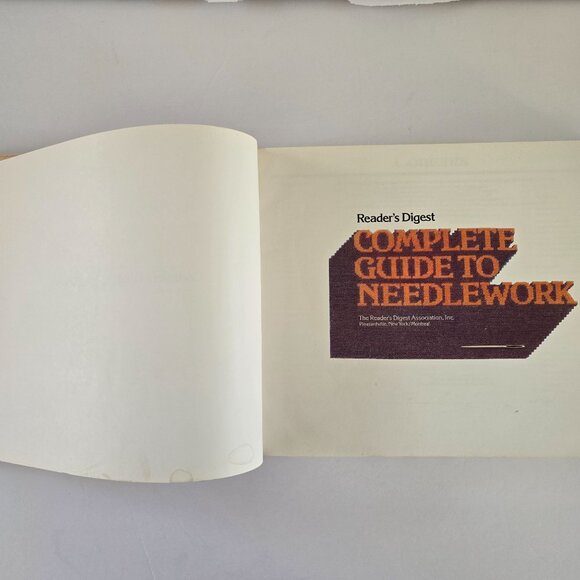 Reader's Digest
COMPLETE
GUIDE TO
NEEDLEWORK
The Reader's Digest Association, Inc.
Pleasantville/New York/Montreal